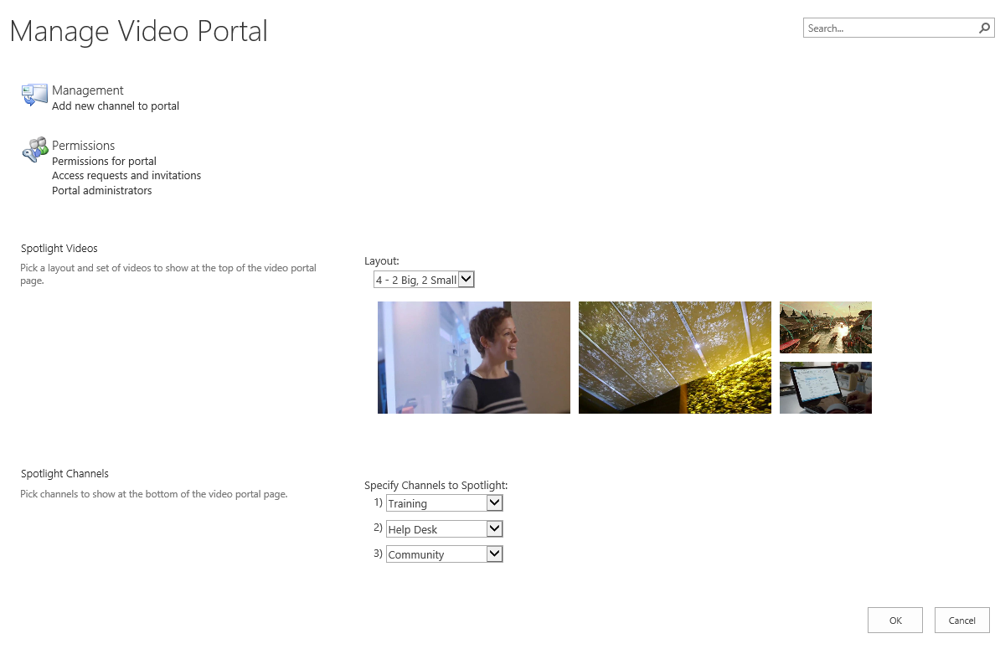 Manage Video Portal
Search...
Management
Add new channel to portal
Permissions
Permissions for portal
Access requests and invitations
Portal administrators
Spotlight Videos
Pick a layout and set of videos to show at the top of the video portal
page.
Layout:
4 - 2 Big, 2 Small
Spotlight Channels
Pick channels to show at the bottom of the video portal page.
Specify Channels to Spotlight:
1) Training
2) Help Desk
3) Community
OK
Cancel